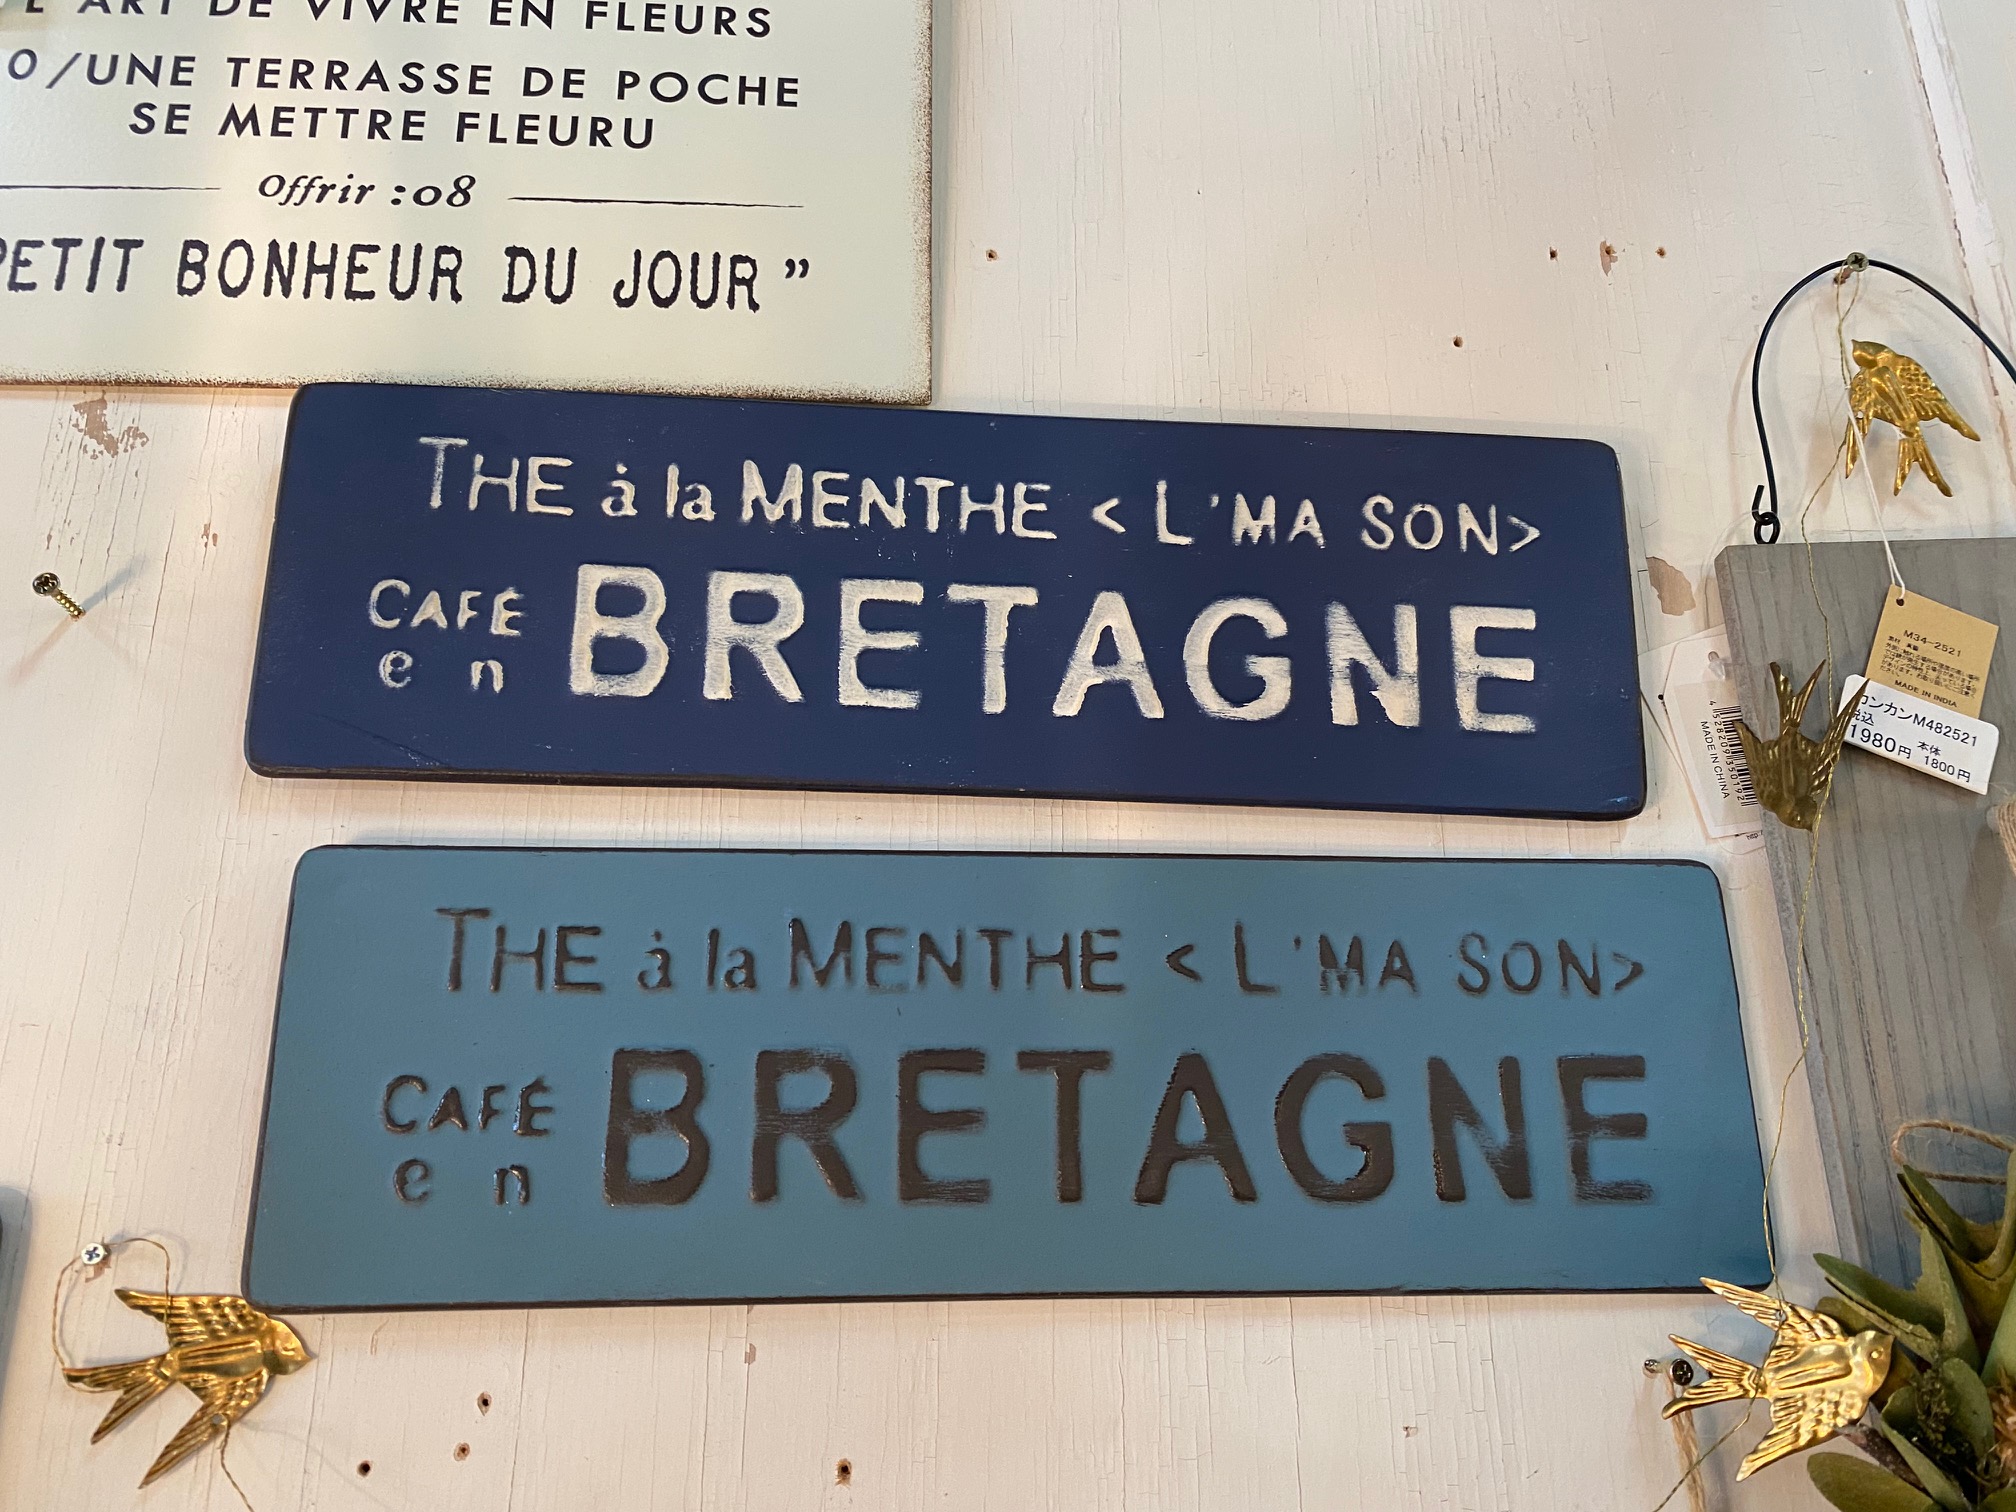 L'ART DE VIVRE EN FLEURS
O/UNE TERRASSE DE POCHE
SE METTRE FLEURU
Offrir :08
PETIT BONHEUR DU JOUR”
THE à la MENTHE < L'MA SON>
CAFÉ
en BRETAGNE
THE à la MENTHE < L'MA SON>
CAFÉ
en BRETAGNE
M34-2521
MADE IN INDIA
カンカンM482521
税込 本体
1980円 1800円
MADE IN CHINA